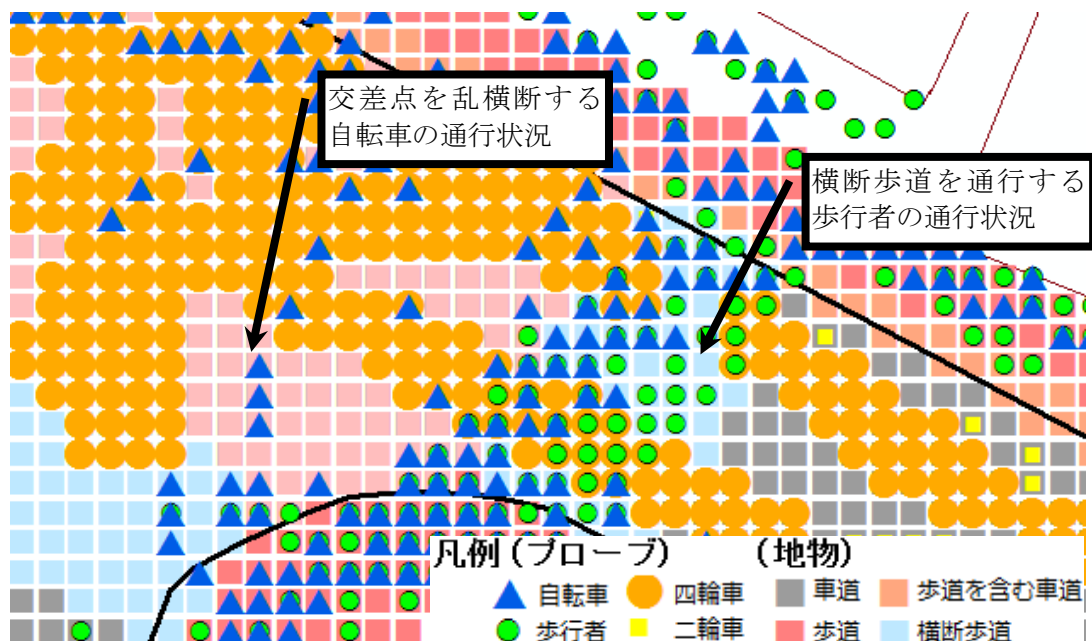 交差点を乱横断する
自転車の通行状況
横断歩道を通行する
歩行者の通行状況
凡例(プローブ) (地物)
自転車 四輪車 車道 歩道を含む車道
歩行者 二輪車 歩道 横断歩道